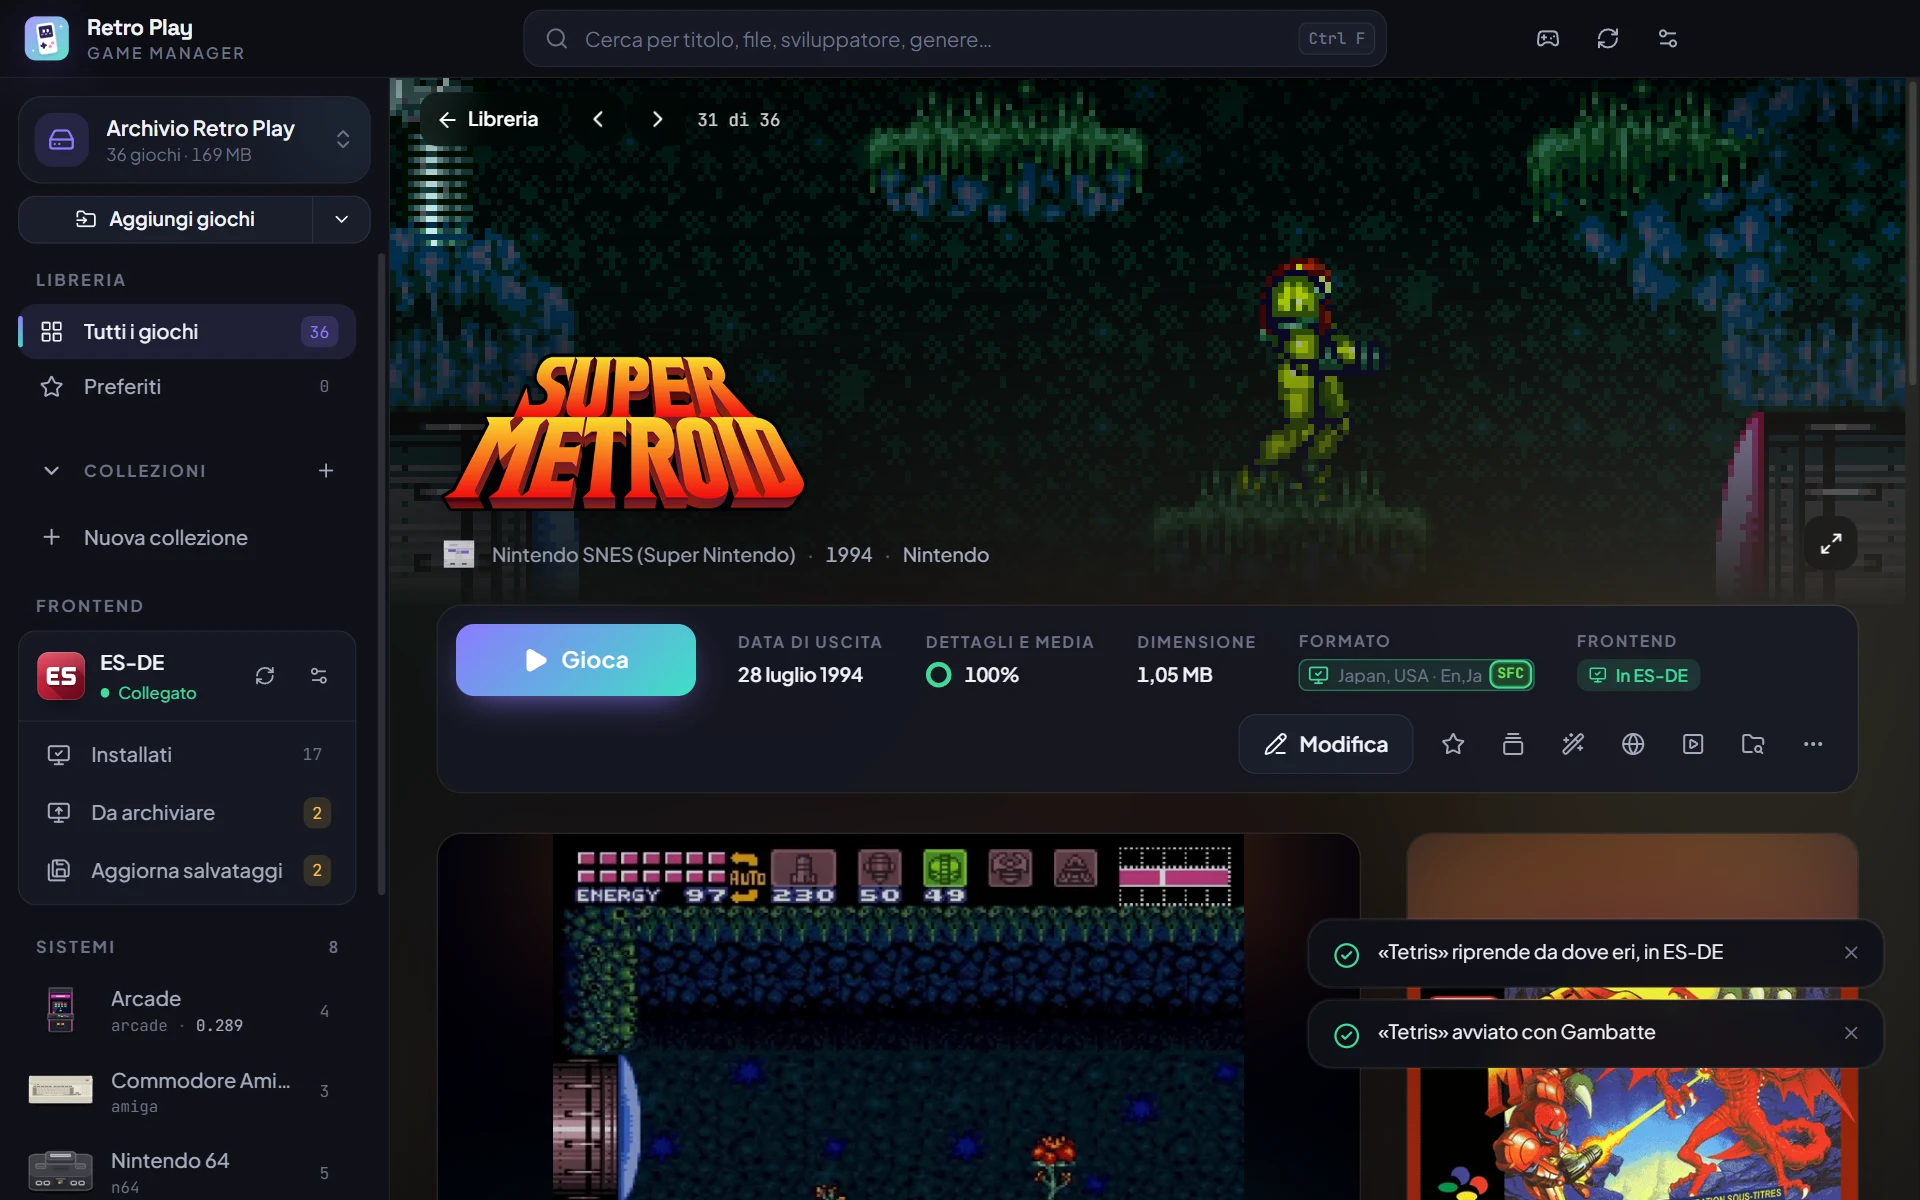 Retro Play
GAME MANAGER
Cerca per titolo, file, sviluppatore, genere…
Ctrl F
Archivio Retro Play
36 giochi · 169 MB
Aggiungi giochi
LIBRERIA
Tutti i giochi
36
Preferiti
0
COLLEZIONI
Nuova collezione
FRONTEND
ES
ES-DE
Collegato
Installati
17
Da archiviare
2
Aggiorna salvataggi
2
SISTEMI
8
Arcade
arcade · 0.289
4
Commodore Ami…
amiga
3
Nintendo 64
n64
5
Libreria
31 di 36
SUPER
METROID
Nintendo SNES (Super Nintendo) · 1994 · Nintendo
Gioca
DATA DI USCITA
28 luglio 1994
DETTAGLI E MEDIA
100%
DIMENSIONE
1,05 MB
FORMATO
Japan, USA · En,Ja
SFC
FRONTEND
In ES-DE
Modifica
ENERGY 97
AUTO
230
50
49
«Tetris» riprende da dove eri, in ES-DE
«Tetris» avviato con Gambatte